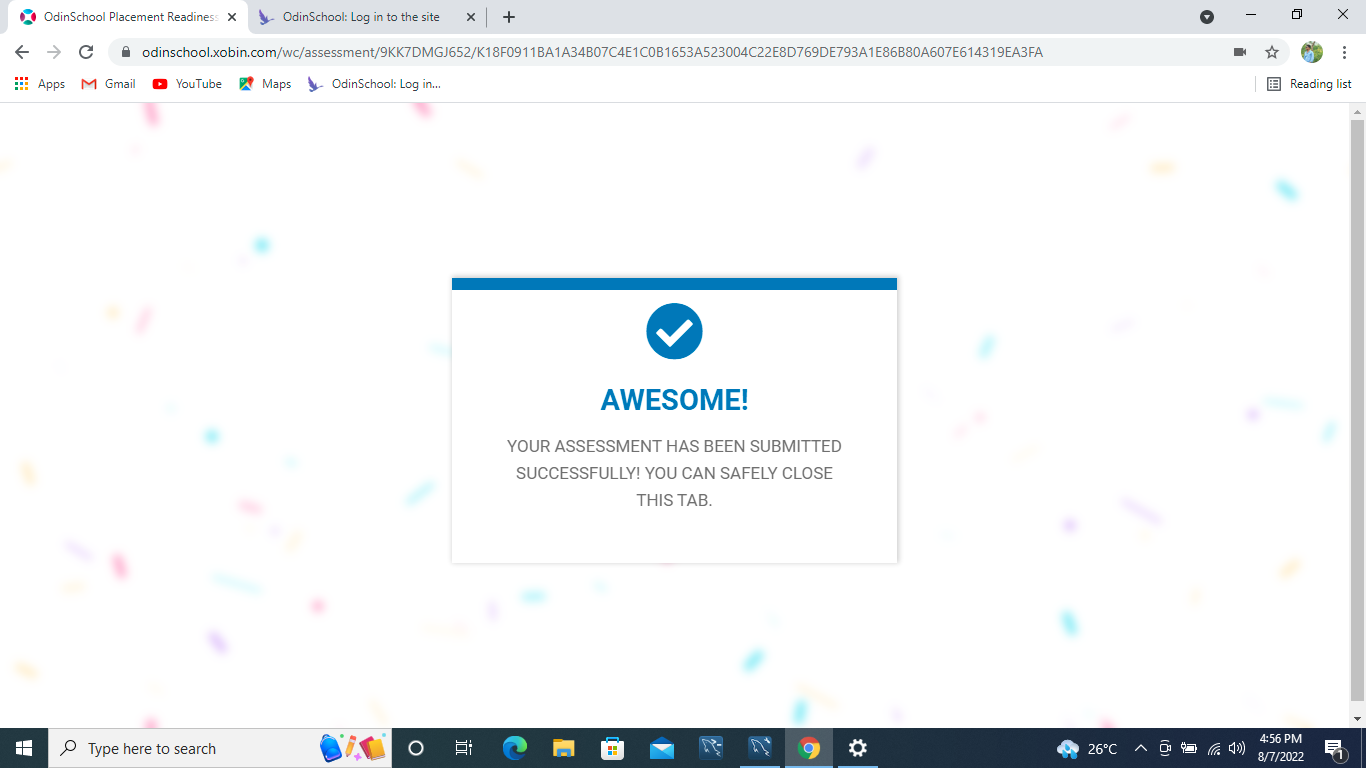 OdinSchool Placement Readiness
OdinSchool: Log in to the site
odinschool.xobin.com/wc/assessment/9KK7DMGJ652/K18F0911BA1A34B07C4E1C0B1653A523004C22E8D769DE793A1E86B80A607E614319EA3FA
Apps
Gmail
YouTube
Maps
OdinSchool: Log in...
Reading list
AWESOME!
YOUR ASSESSMENT HAS BEEN SUBMITTED
SUCCESSFULLY! YOU CAN SAFELY CLOSE
THIS TAB.
Type here to search
26°C
4:56 PM
8/7/2022
1